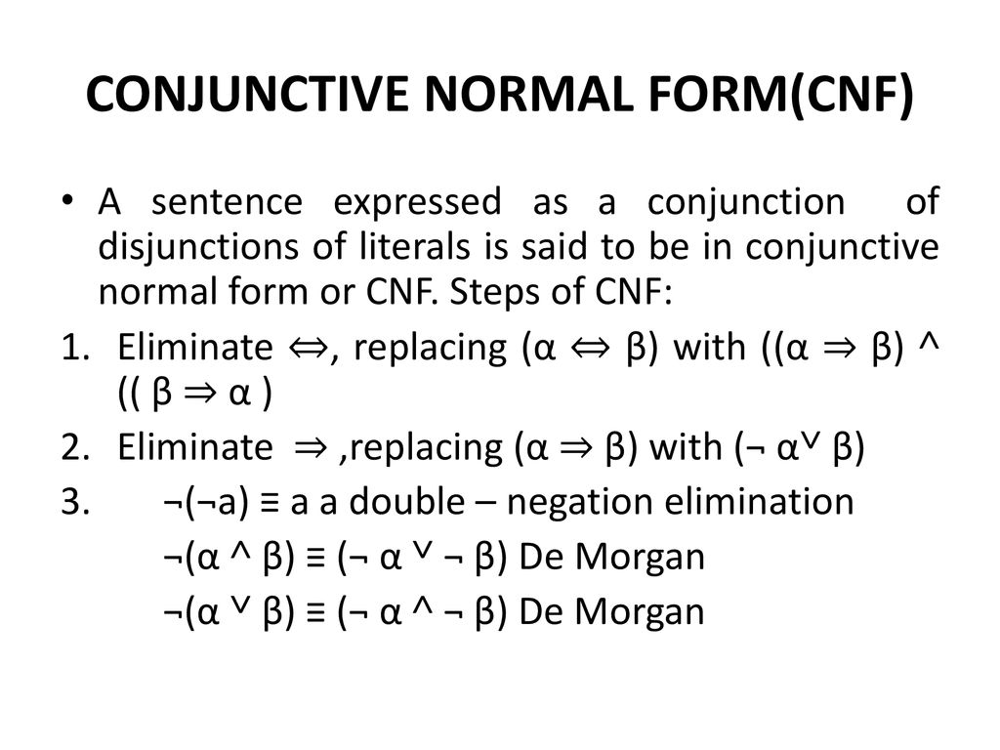 CONJUNCTIVE NORMAL FORM(CNF)
• A sentence expressed as a conjunction of
disjunctions of literals is said to be in conjunctive
normal form or CNF. Steps of CNF:
1. Eliminate ⇔, replacing (α ⇔ β) with ((α ⇒ β) ^
(( β ⇒ α )
2. Eliminate ⇒ ,replacing (α ⇒ β) with (¬ α˅ β)
3. ¬(¬a) ≡ a a double – negation elimination
¬(α ^ β) ≡ (¬ α ˅ ¬ β) De Morgan
¬(α ˅ β) ≡ (¬ α ^ ¬ β) De Morgan